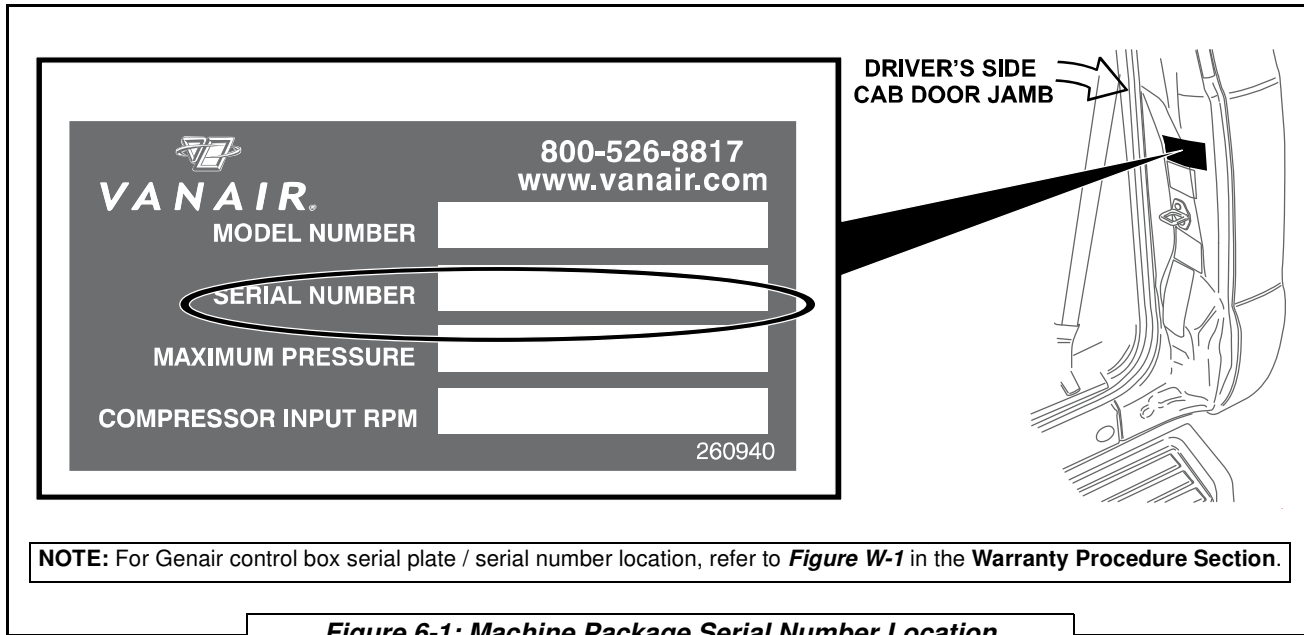 DRIVER'S SIDE
CAB DOOR JAMB
VANAIR®
800-526-8817
www.vanair.com
MODEL NUMBER
SERIAL NUMBER
MAXIMUM PRESSURE
COMPRESSOR INPUT RPM
260940
NOTE: For Genair control box serial plate / serial number location, refer to Figure W-1 in the Warranty Procedure Section.
Figure 6-1: Machine Package Serial Number Location